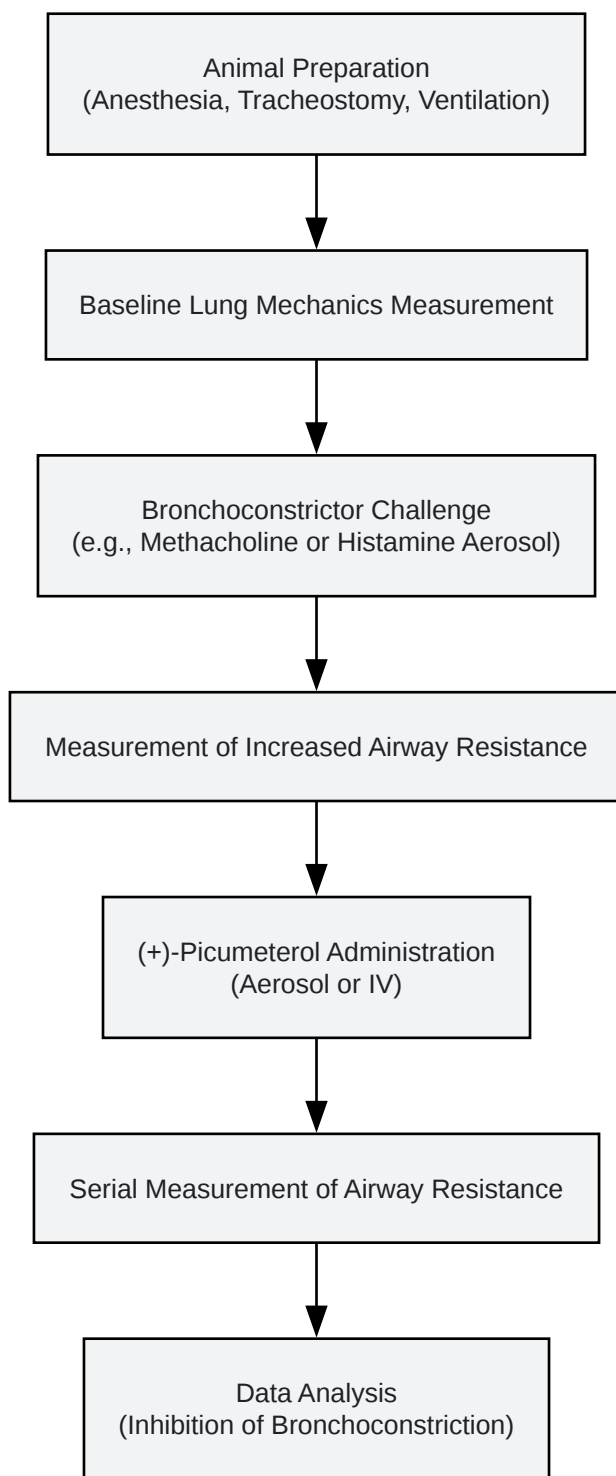 Animal Preparation
(Anesthesia, Tracheostomy, Ventilation)
Baseline Lung Mechanics Measurement
Bronchoconstrictor Challenge
(e.g., Methacholine or Histamine Aerosol)
Measurement of Increased Airway Resistance
(+)-Picumeterol Administration
(Aerosol or IV)
Serial Measurement of Airway Resistance
Data Analysis
(Inhibition of Bronchoconstriction)